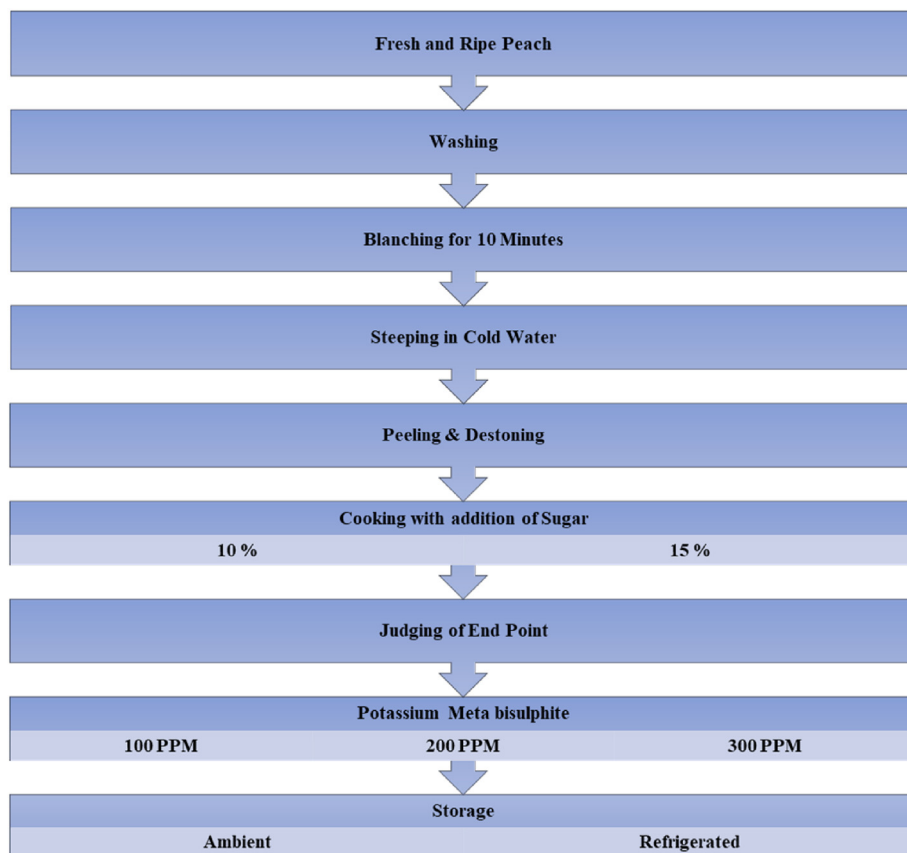 Fresh and Ripe Peach
Washing
Blanching for 10 Minutes
Steeping in Cold Water
Peeling & Destoning
Cooking with addition of Sugar
10 % 15 %
Judging of End Point
Potassium Meta bisulphite
100 PPM 200 PPM 300 PPM
Storage
Ambient Refrigerated